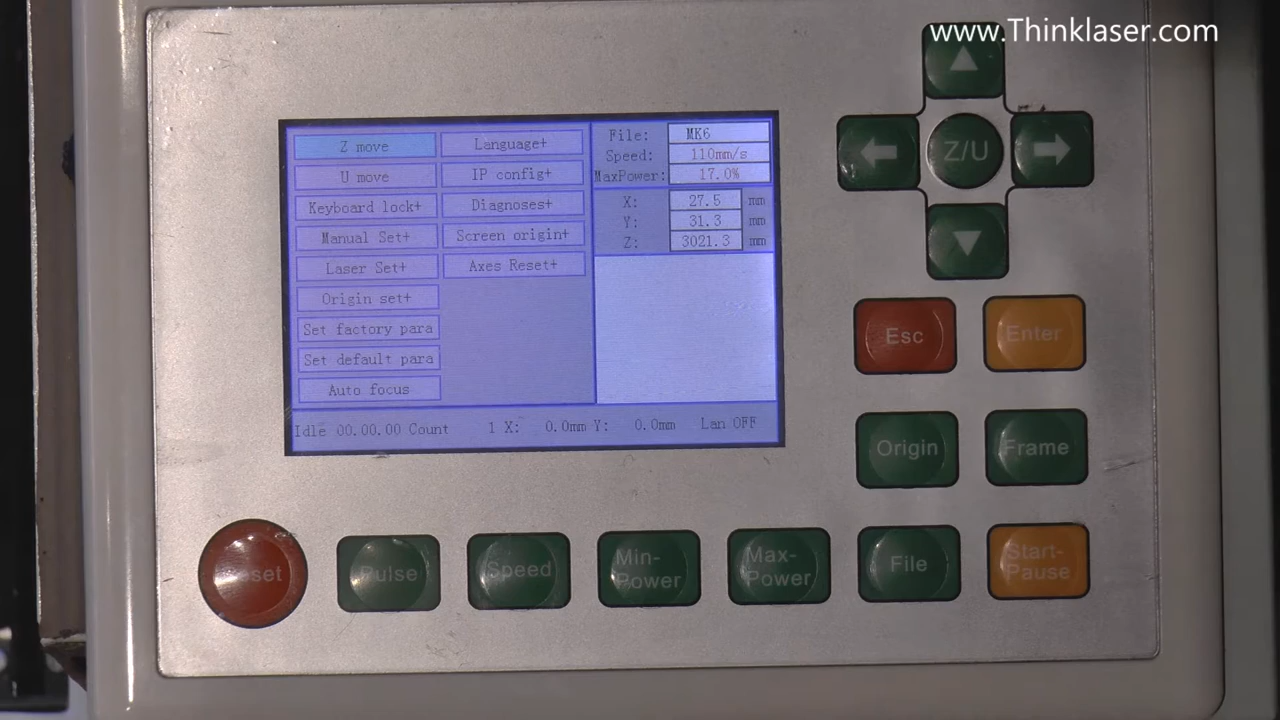 www.Thinklaser.com
Z move
U move
Keyboard lock+
Manual Set+
Laser Set+
Origin set+
Set factory para
Set default para
Auto focus
Language+
IP config+
Diagnoses+
Screen origin+
Axes Reset+
File: MK6
Speed: 110mm/s
MaxPower: 17.0%
X: 27.5 mm
Y: 31.3 mm
Z: 3021.3 mm
Idle 00.00.00 Count 1 X: 0.0mm Y: 0.0mm Lan OFF
Z/U
Esc
Enter
Origin
Frame
Reset
Pulse
Speed
Min-
Power
Max-
Power
File
Start-
Pause